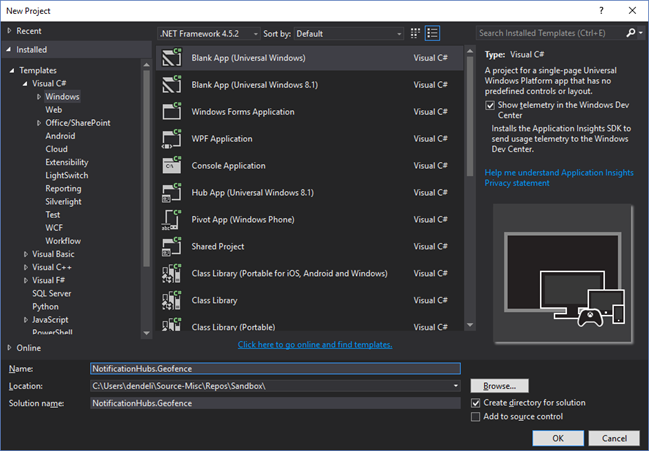 New Project
? ×
Recent
.NET Framework 4.5.2
Sort by: Default
Search Installed Templates (Ctrl+E)
Installed
Templates
Visual C#
Windows
Web
Office/SharePoint
Android
Cloud
Extensibility
LightSwitch
Reporting
Silverlight
Test
WCF
Workflow
Visual Basic
Visual C++
Visual F#
SQL Server
Python
JavaScript
PowerShell
Online
Blank App (Universal Windows) Visual C#
Blank App (Universal Windows 8.1) Visual C#
Windows Forms Application Visual C#
WPF Application Visual C#
Console Application Visual C#
Hub App (Universal Windows 8.1) Visual C#
Pivot App (Windows Phone) Visual C#
Shared Project Visual C#
Class Library (Portable for iOS, Android and Windows) Visual C#
Class Library Visual C#
Class Library (Portable) Visual C#
Click here to go online and find templates.
Type: Visual C#
A project for a single-page Universal
Windows Platform app that has no
predefined controls or layout.
Show telemetry in the Windows Dev
Center
Installs the Application Insights SDK to
send usage telemetry to the Windows
Dev Center.
Help me understand Application Insights
Privacy statement
Name: NotificationHubs.Geofence
Location: C:\Users\dendeli\Source-Misc\Repos\Sandbox\
Browse...
Solution name: NotificationHubs.Geofence
Create directory for solution
Add to source control
OK Cancel